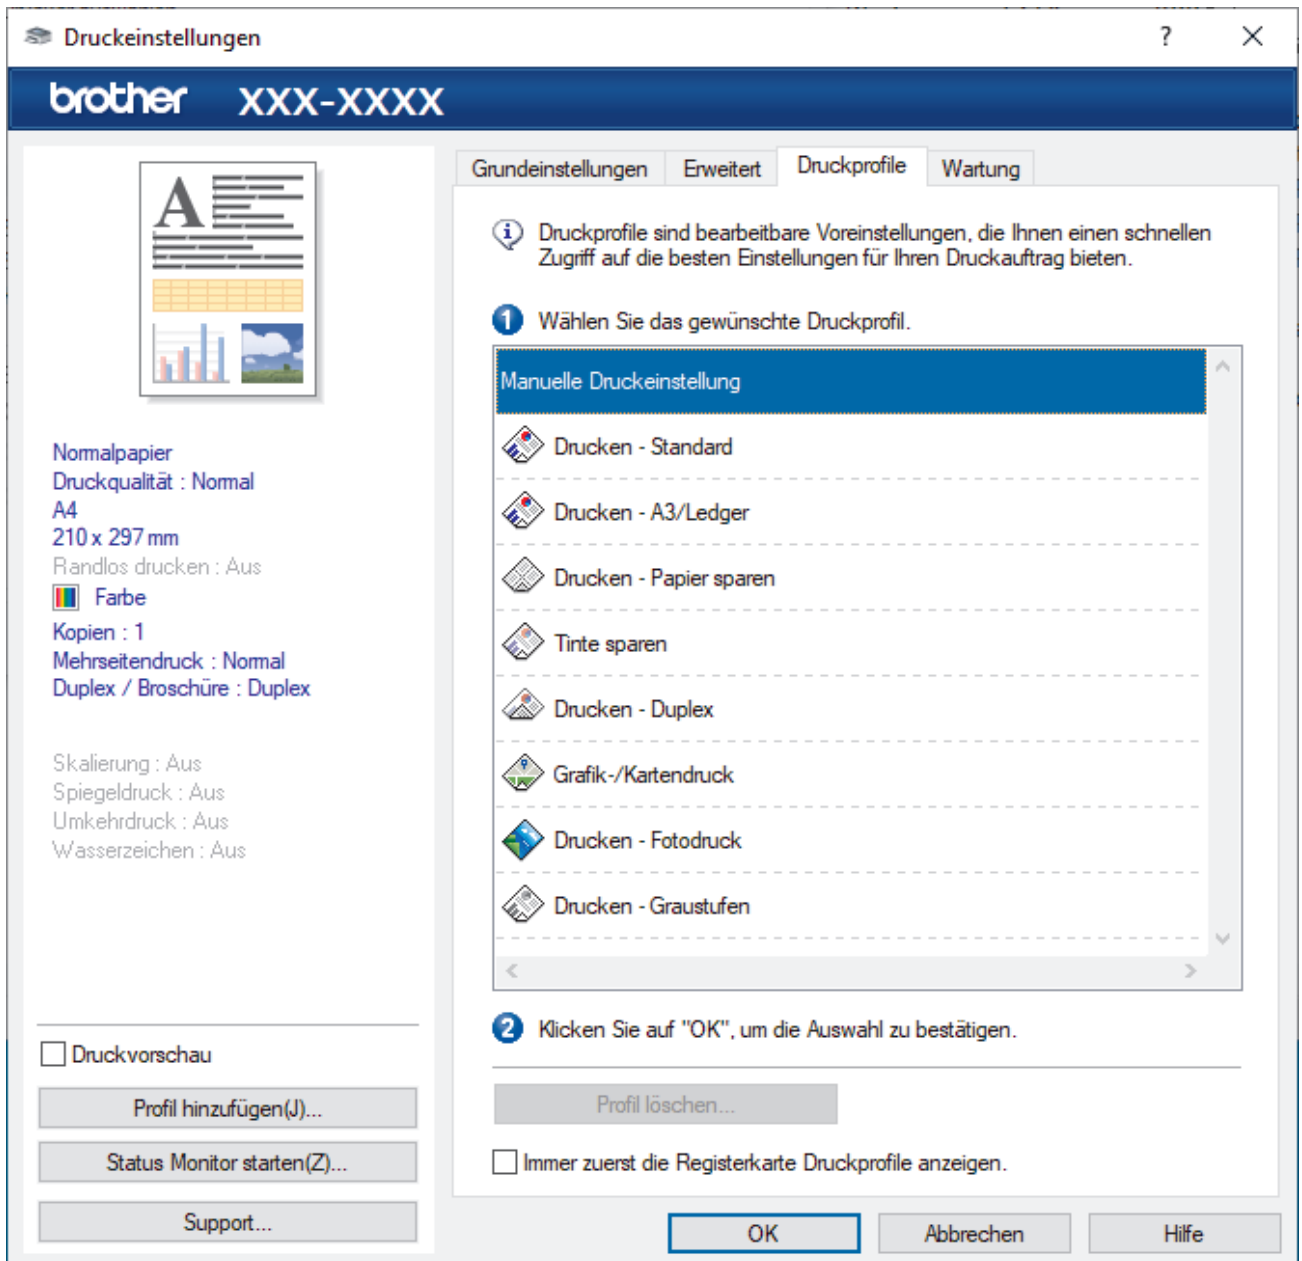 Druckeinstellungen
?
brother XXX-XXXX
A
Normalpapier
Druckqualität : Normal
A4
210 x 297 mm
Randlos drucken : Aus
Farbe
Kopien : 1
Mehrseitendruck : Normal
Duplex / Broschüre : Duplex
Skalierung : Aus
Spiegeldruck : Aus
Umkehrdruck : Aus
Wasserzeichen : Aus
Druckvorschau
Profil hinzufügen(J)...
Status Monitor starten(Z)...
Support...
Grundeinstellungen Erweitert Druckprofile Wartung
Druckprofile sind bearbeitbare Voreinstellungen, die Ihnen einen schnellen
Zugriff auf die besten Einstellungen für Ihren Druckauftrag bieten.
1 Wählen Sie das gewünschte Druckprofil.
Manuelle Druckeinstellung
Drucken - Standard
Drucken - A3/Ledger
Drucken - Papier sparen
Tinte sparen
Drucken - Duplex
Grafik-/Kartendruck
Drucken - Fotodruck
Drucken - Graustufen
2 Klicken Sie auf "OK", um die Auswahl zu bestätigen.
Profil löschen...
Immer zuerst die Registerkarte Druckprofile anzeigen.
OK Abbrechen Hilfe